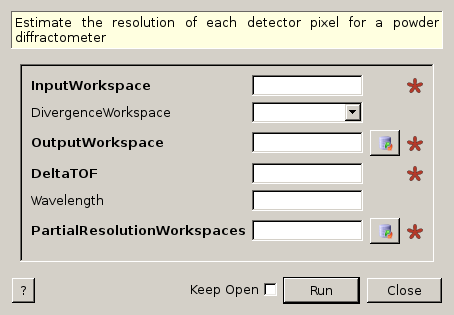 Estimate the resolution of each detector pixel for a powder
diffractometer
InputWorkspace
DivergenceWorkspace
OutputWorkspace
DeltaTOF
Wavelength
PartialResolutionWorkspaces
? Keep Open Run Close